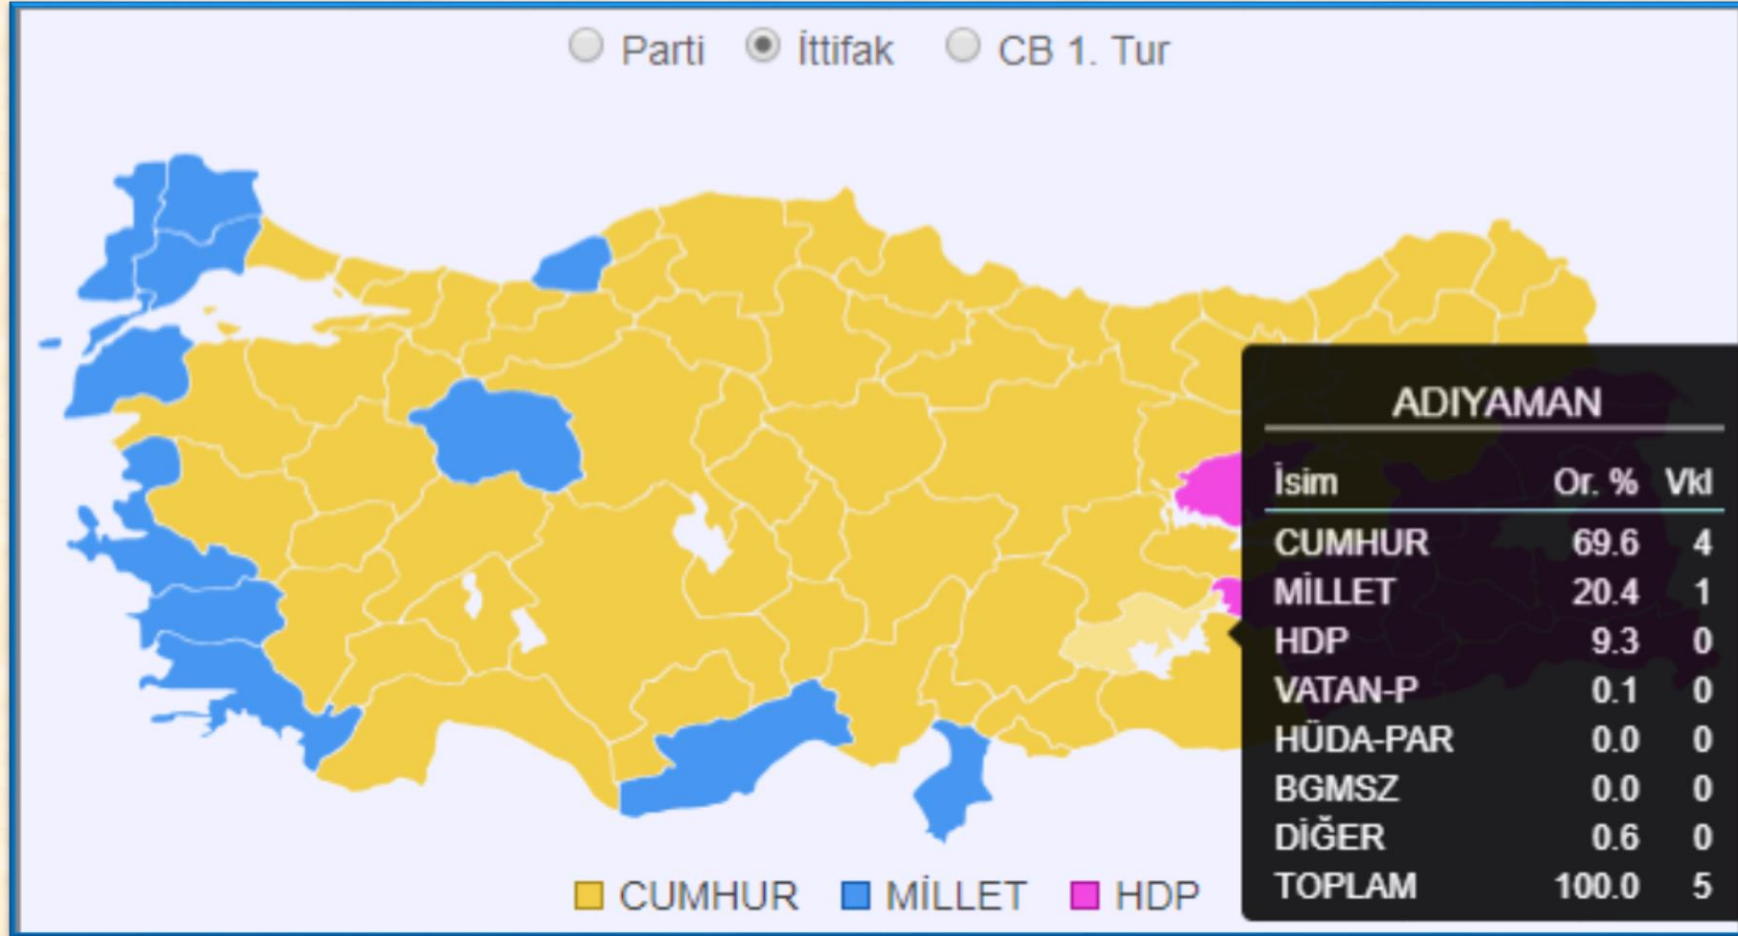 Parti İttifak CB 1. Tur
ADIYAMAN
İsim Or. % Vkl
CUMHUR 69.6 4
MİLLET 20.4 1
HDP 9.3 0
VATAN-P 0.1 0
HÜDA-PAR 0.0 0
BGMSZ 0.0 0
DİĞER 0.6 0
TOPLAM 100.0 5
CUMHUR MİLLET HDP